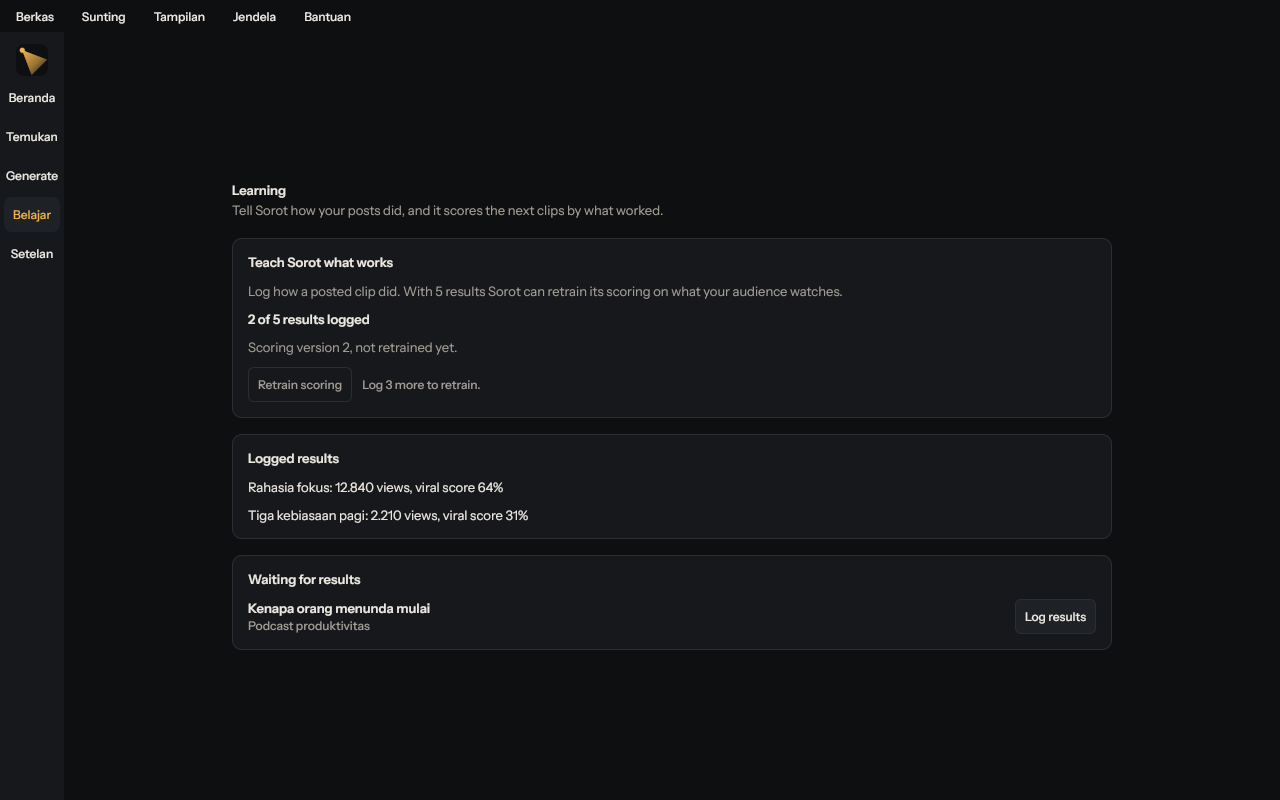 Berkas Sunting Tampilan Jendela Bantuan
Beranda
Temukan
Generate
Belajar
Setelan
Learning
Tell Sorot how your posts did, and it scores the next clips by what worked.
Teach Sorot what works
Log how a posted clip did. With 5 results Sorot can retrain its scoring on what your audience watches.
2 of 5 results logged
Scoring version 2, not retrained yet.
Retrain scoring Log 3 more to retrain.
Logged results
Rahasia fokus: 12.840 views, viral score 64%
Tiga kebiasaan pagi: 2.210 views, viral score 31%
Waiting for results
Kenapa orang menunda mulai
Podcast produktivitas
Log results